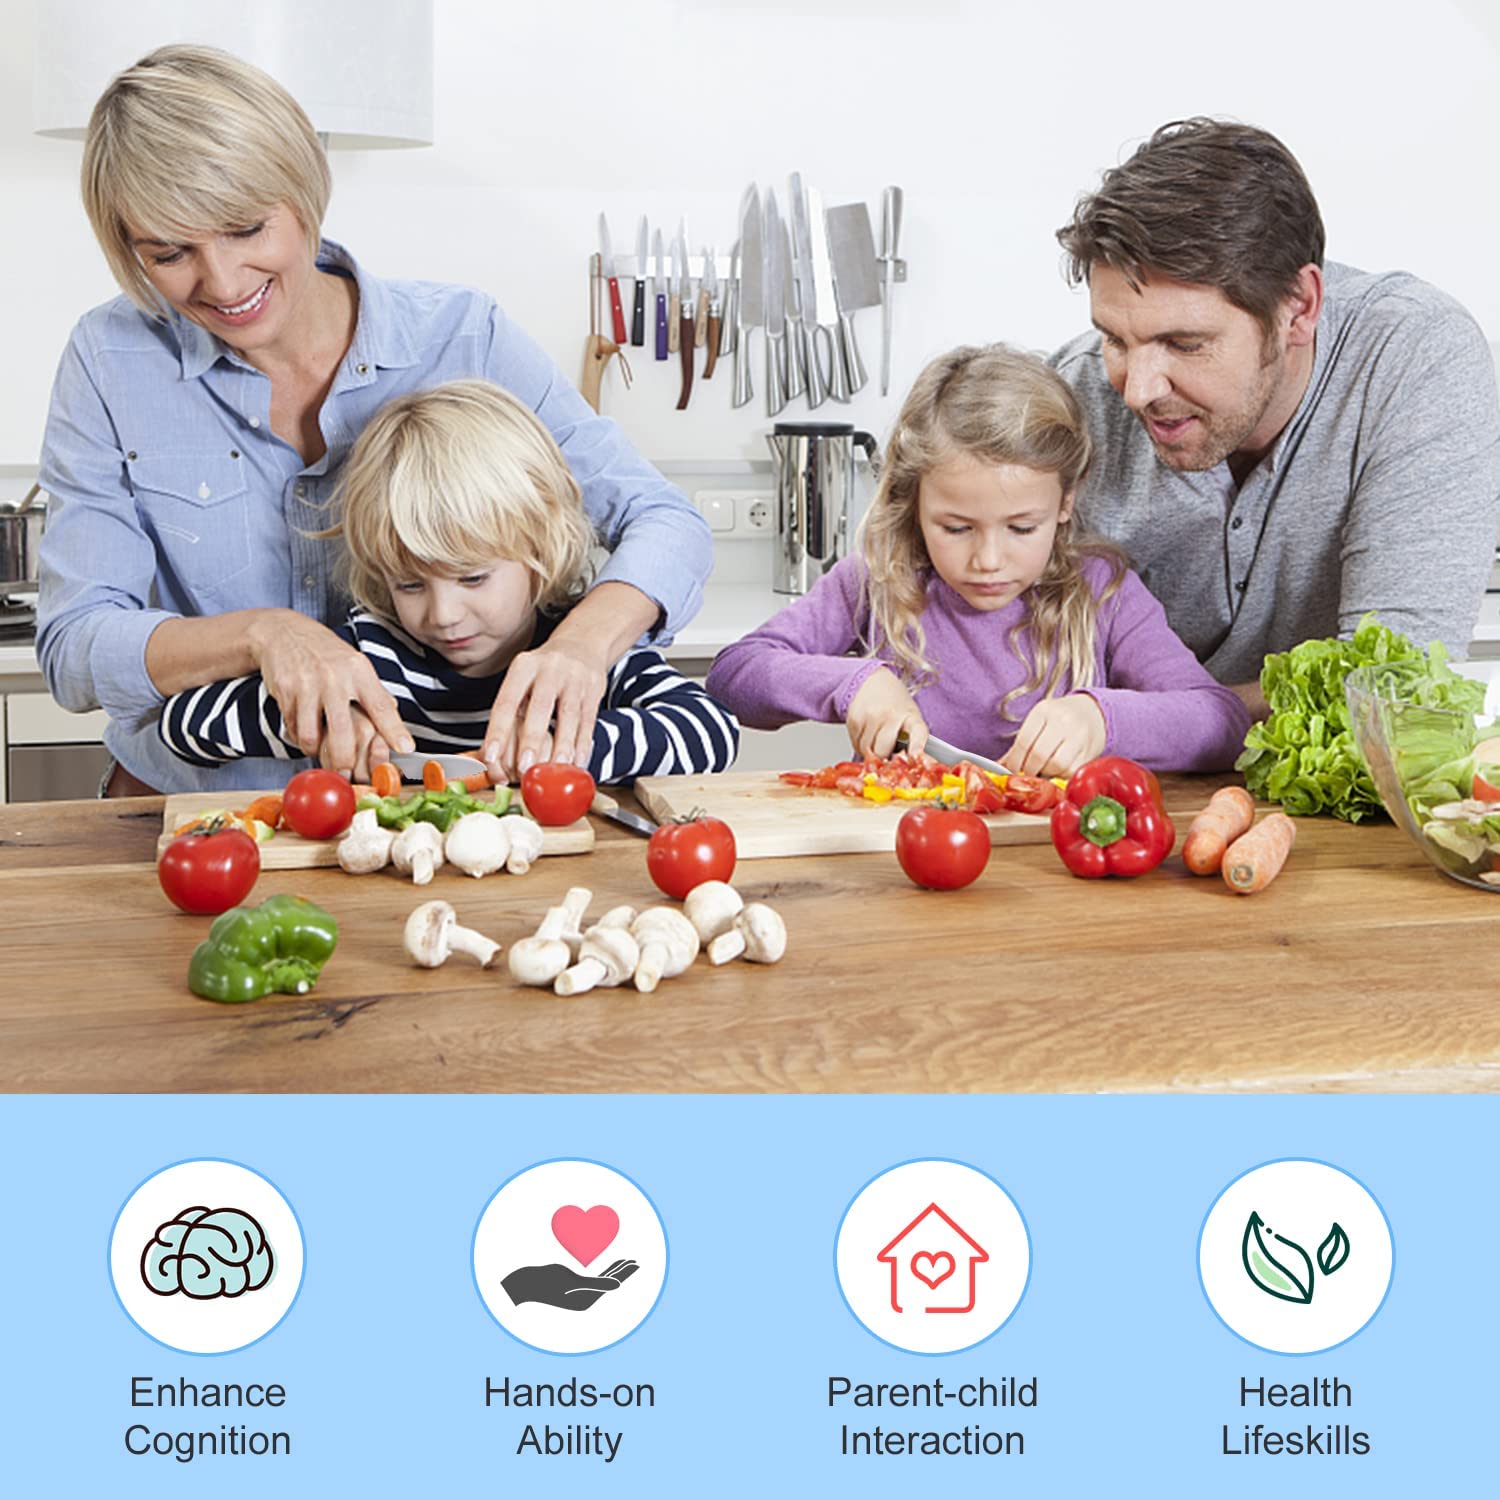 Enhance
Cognition
Hands-on
Ability
Parent-child
Interaction
Health
Lifeskills